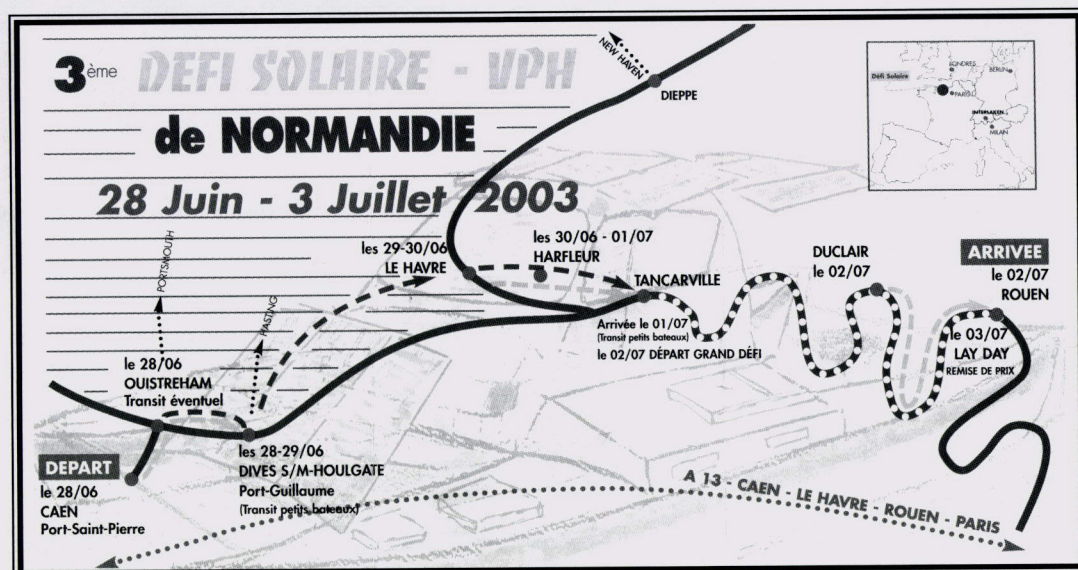 3ème DEFI SOLAIRE - VPH
de NORMANDIE
28 Juin - 3 Juillet 2003
NEW HAVEN
DIEPPE
Défi Solaire
LONDRES
BERLIN
PARIS
INTERLAKEN
MILAN
PORTSMOUTH
HASTING
les 29-30/06
LE HAVRE
les 30/06 - 01/07
HARFLEUR
TANCARVILLE
Arrivée le 01/07
(Transit petits bateaux)
le 02/07 DÉPART GRAND DÉFI
DUCLAIR
le 02/07
ARRIVEE
le 02/07
ROUEN
le 03/07
LAY DAY
REMISE DE PRIX
le 28/06
OUISTREHAM
Transit éventuel
DEPART
le 28/06
CAEN
Port-Saint-Pierre
les 28-29/06
DIVES S/M-HOULGATE
Port-Guillaume
(Transit petits bateaux)
A 13 - CAEN - LE HAVRE - ROUEN - PARIS